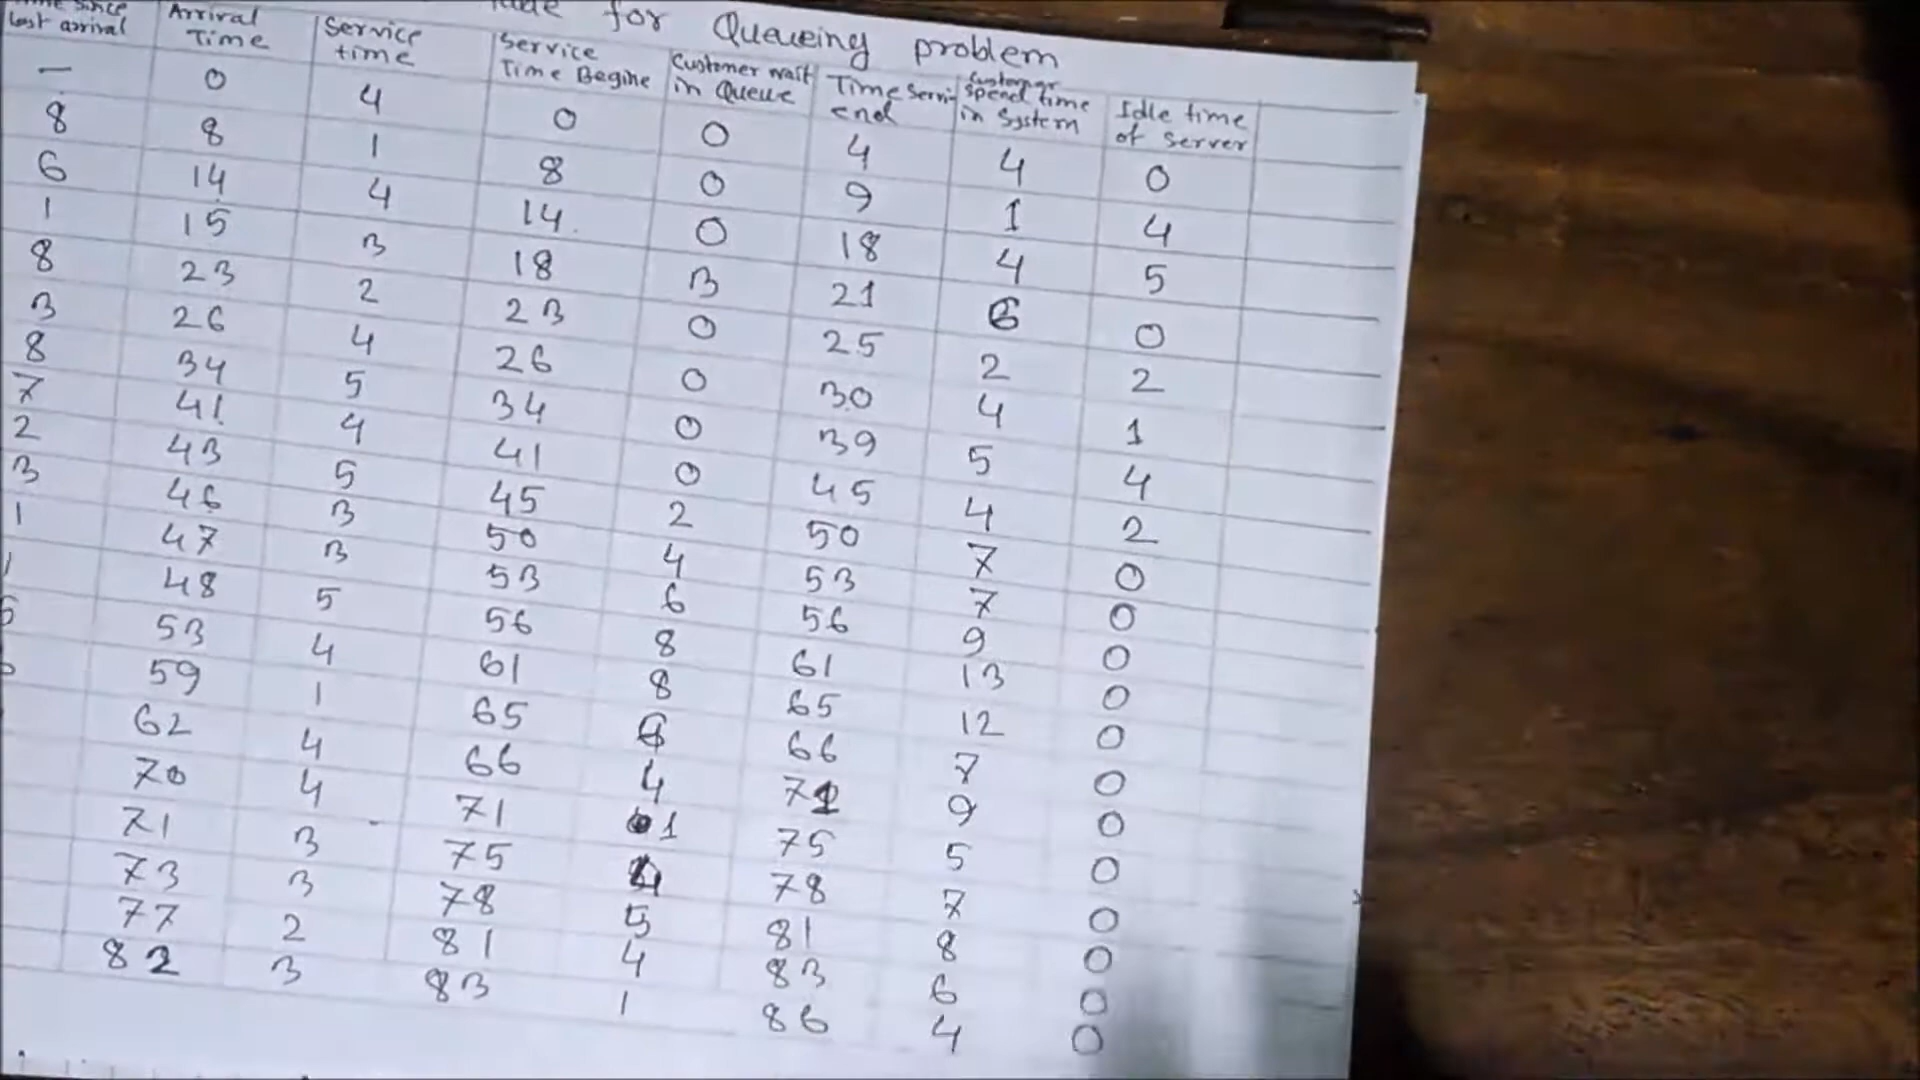 for Queueing problem
Time since last arrival Arrival Time Service time Service Time Begine Customer wait in Queue Time Servi end Customer spend time in System Idle time of server
— 0 4 0 0 4 4 0
8 8 1 8 0 9 1 4
6 14 4 14 0 18 4 5
1 15 3 18 3 21 6 0
8 23 2 23 0 25 2 2
3 26 4 26 0 30 4 1
8 34 5 34 0 39 5 4
7 41 4 41 0 45 4 2
2 43 5 45 2 50 7 0
3 46 3 50 4 53 7 0
1 47 3 53 6 56 9 0
1 48 5 56 8 61 13 0
53 4 61 8 65 12 0
59 1 65 6 66 7 0
62 4 66 4 71 9 0
70 4 71 1 75 5 0
71 3 75 4 78 7 0
73 3 78 5 81 8 0
77 2 81 4 83 6 0
82 3 83 1 86 4 0